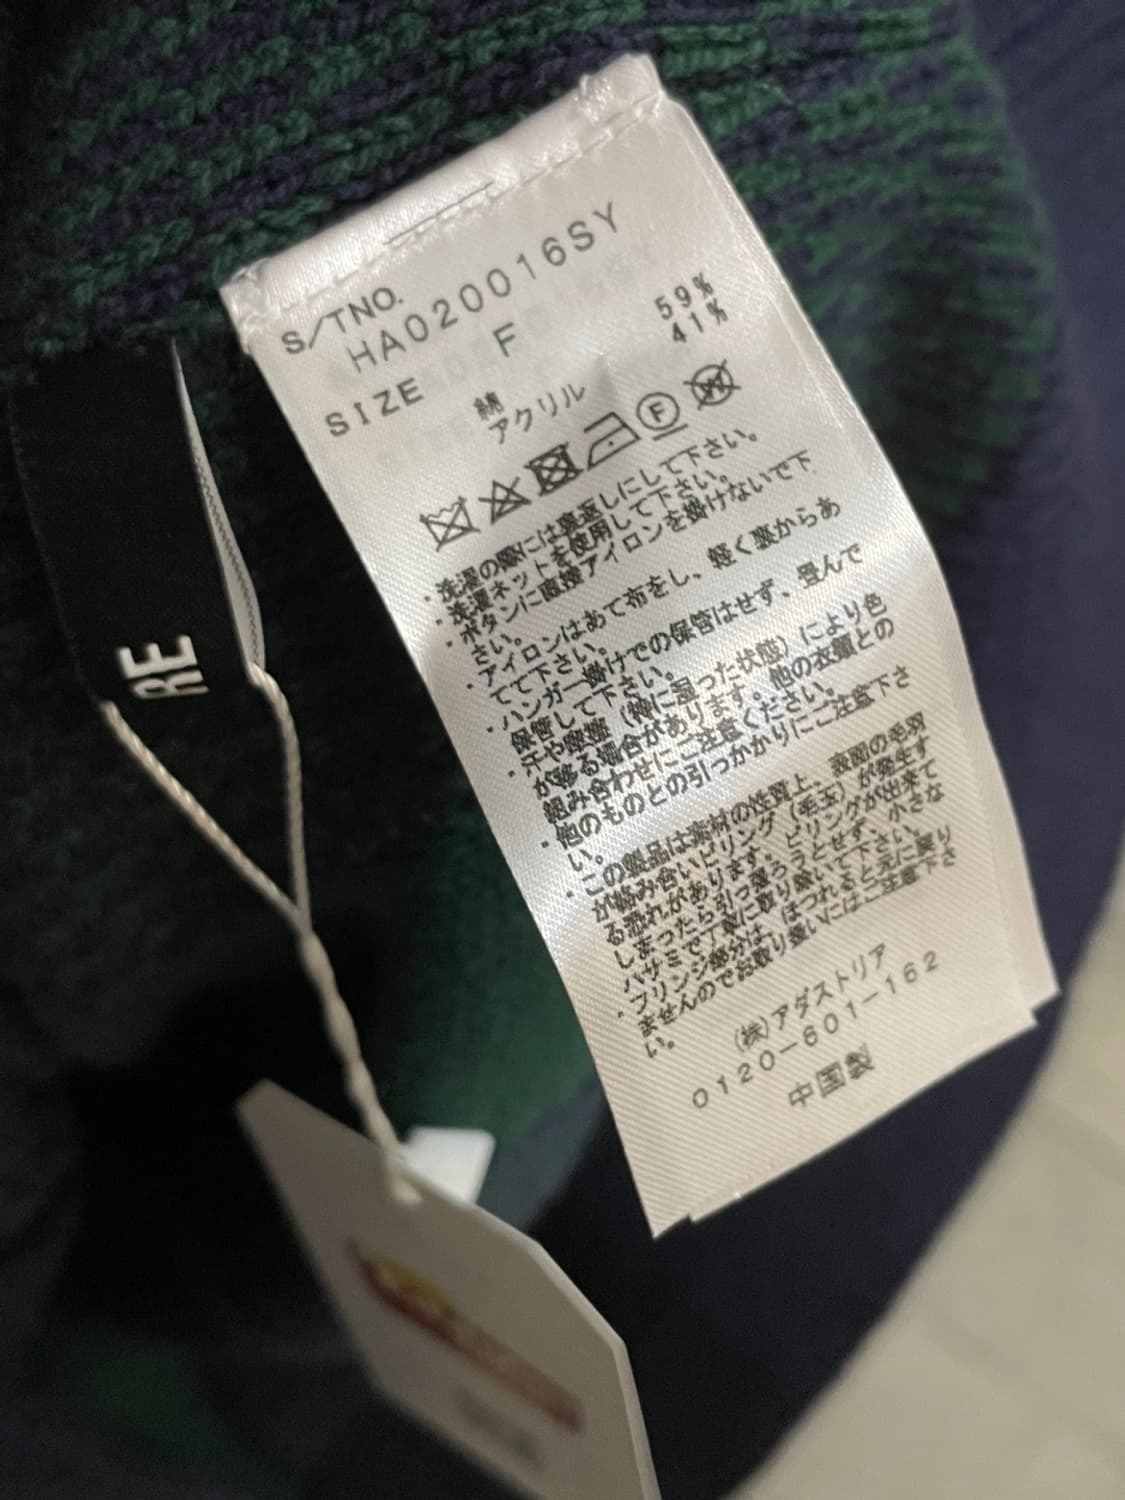 S/TNO.
HA020016SY
SIZE F
綿 59%
アクリル 41%
F
W
・洗濯の際には裏返しにして下さい。
・洗濯ネットを使用して下さい。
・ボタンに直接アイロンを掛けないで下
さい。
・アイロンはあて布をし、軽く裏からあ
てて下さい。
・ハンガー掛けでの保管はせず、畳んで
保管して下さい。
・汗や摩擦(特に湿った状態)により色
が移る場合があります。他の衣類との
組み合わせにご注意ください。
・他のものとの引っかかりにご注意下さ
い。
・この製品は素材の性質上、表面の毛羽
が絡み合いピリング(毛玉)が発生す
る恐れがあります。ピリングが出来て
しまったら引っ張ろうとせず、小さな
ハサミで丁寧に取り除いて下さい。
・フリンジ部分は、ほつれると元に戻り
ませんのでお取り扱いにはご注意下さ
い。
(株)アダストリア
0120-601-162
中国製
RE